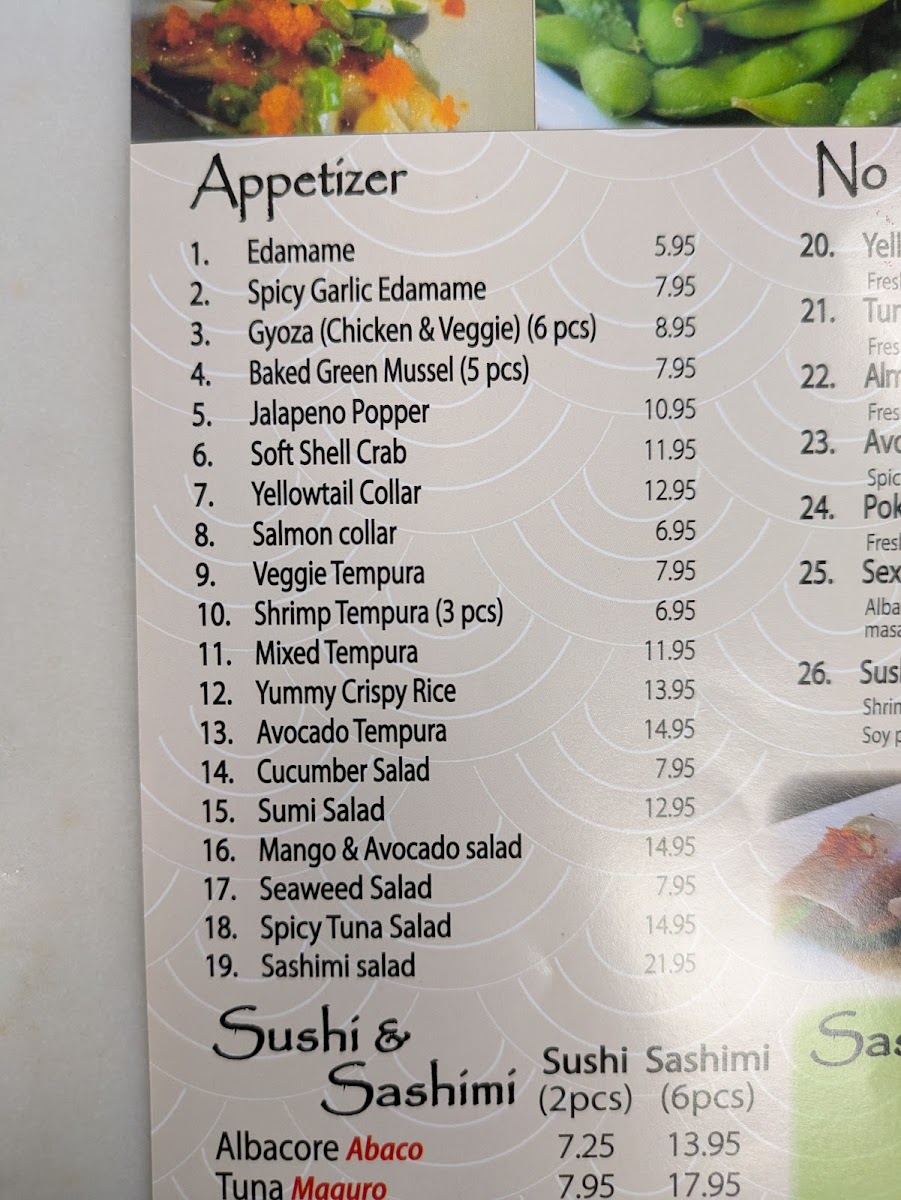 Appetizer
1. Edamame 5.95
2. Spicy Garlic Edamame 7.95
3. Gyoza (Chicken & Veggie) (6 pcs) 8.95
4. Baked Green Mussel (5 pcs) 7.95
5. Jalapeno Popper 10.95
6. Soft Shell Crab 11.95
7. Yellowtail Collar 12.95
8. Salmon collar 6.95
9. Veggie Tempura 7.95
10. Shrimp Tempura (3 pcs) 6.95
11. Mixed Tempura 11.95
12. Yummy Crispy Rice 13.95
13. Avocado Tempura 14.95
14. Cucumber Salad 7.95
15. Sumi Salad 12.95
16. Mango & Avocado salad 14.95
17. Seaweed Salad 7.95
18. Spicy Tuna Salad 14.95
19. Sashimi salad 21.95
Sushi &
Sashimi
Sushi Sashimi
(2pcs) (6pcs)
Albacore Abaco 7.25 13.95
Tuna Maguro 7.95 17.95
No
20.
21.
22.
23.
24.
25.
26.
Soy